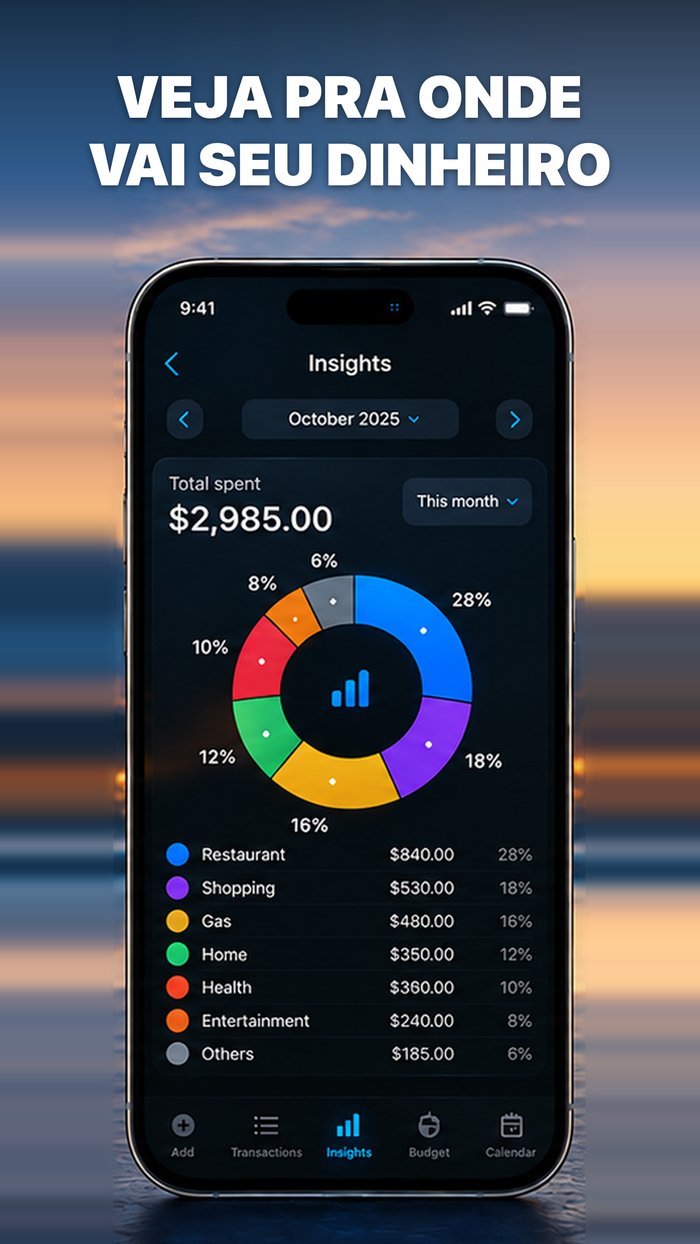 VEJA PRA ONDE
VAI SEU DINHEIRO
9:41
Insights
October 2025
Total spent
$2,985.00
This month
6%
8%
28%
10%
12%
18%
16%
Restaurant $840.00 28%
Shopping $530.00 18%
Gas $480.00 16%
Home $350.00 12%
Health $360.00 10%
Entertainment $240.00 8%
Others $185.00 6%
Add Transactions Insights Budget Calendar